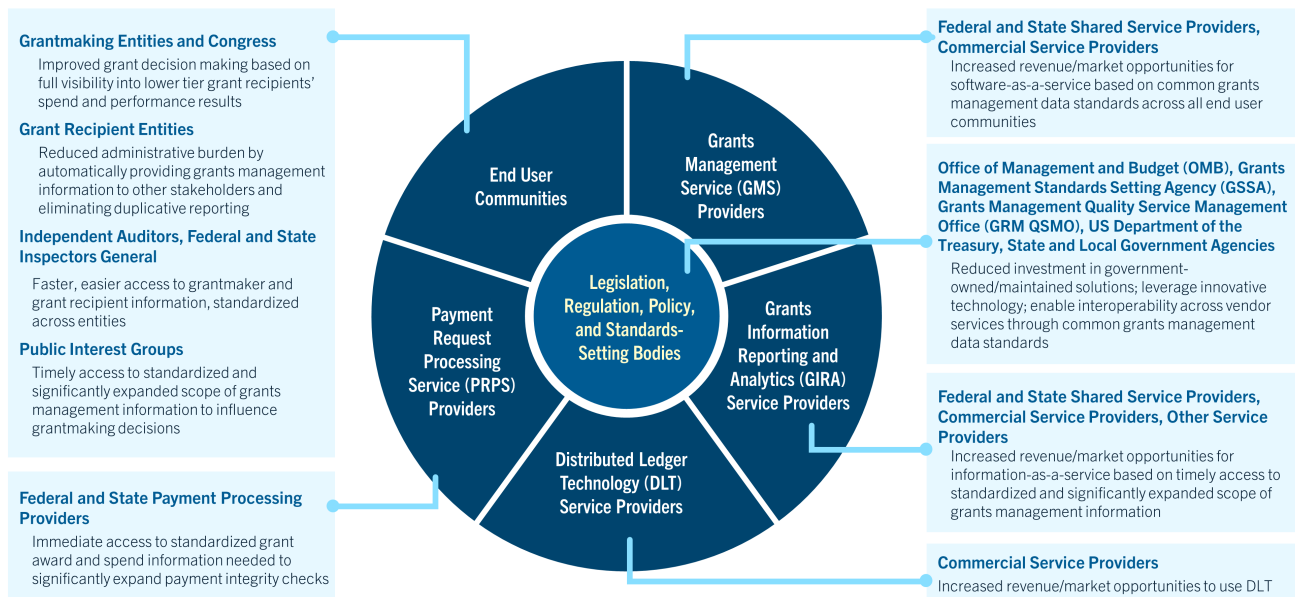 Grantmaking Entities and Congress
Improved grant decision making based on
full visibility into lower tier grant recipients’
spend and performance results
Grant Recipient Entities
Reduced administrative burden by
automatically providing grants management
information to other stakeholders and
eliminating duplicative reporting
Independent Auditors, Federal and State
Inspectors General
Faster, easier access to grantmaker and
grant recipient information, standardized
across entities
Public Interest Groups
Timely access to standardized and
significantly expanded scope of grants
management information to influence
grantmaking decisions
Federal and State Payment Processing
Providers
Immediate access to standardized grant
award and spend information needed to
significantly expand payment integrity checks
End User
Communities
Grants
Management
Service (GMS)
Providers
Legislation,
Regulation, Policy,
and Standards-
Setting Bodies
Payment
Request
Processing
Service (PRPS)
Providers
Grants
Information
Reporting and
Analytics (GIRA)
Service Providers
Distributed Ledger
Technology (DLT)
Service Providers
Federal and State Shared Service Providers,
Commercial Service Providers
Increased revenue/market opportunities for
software-as-a-service based on common grants
management data standards across all end user
communities
Office of Management and Budget (OMB), Grants
Management Standards Setting Agency (GSSA),
Grants Management Quality Service Management
Office (GRM QSMO), US Department of the
Treasury, State and Local Government Agencies
Reduced investment in government-
owned/maintained solutions; leverage innovative
technology; enable interoperability across vendor
services through common grants management
data standards
Federal and State Shared Service Providers,
Commercial Service Providers, Other Service
Providers
Increased revenue/market opportunities for
information-as-a-service based on timely access to
standardized and significantly expanded scope of
grants management information
Commercial Service Providers
Increased revenue/market opportunities to use DLT